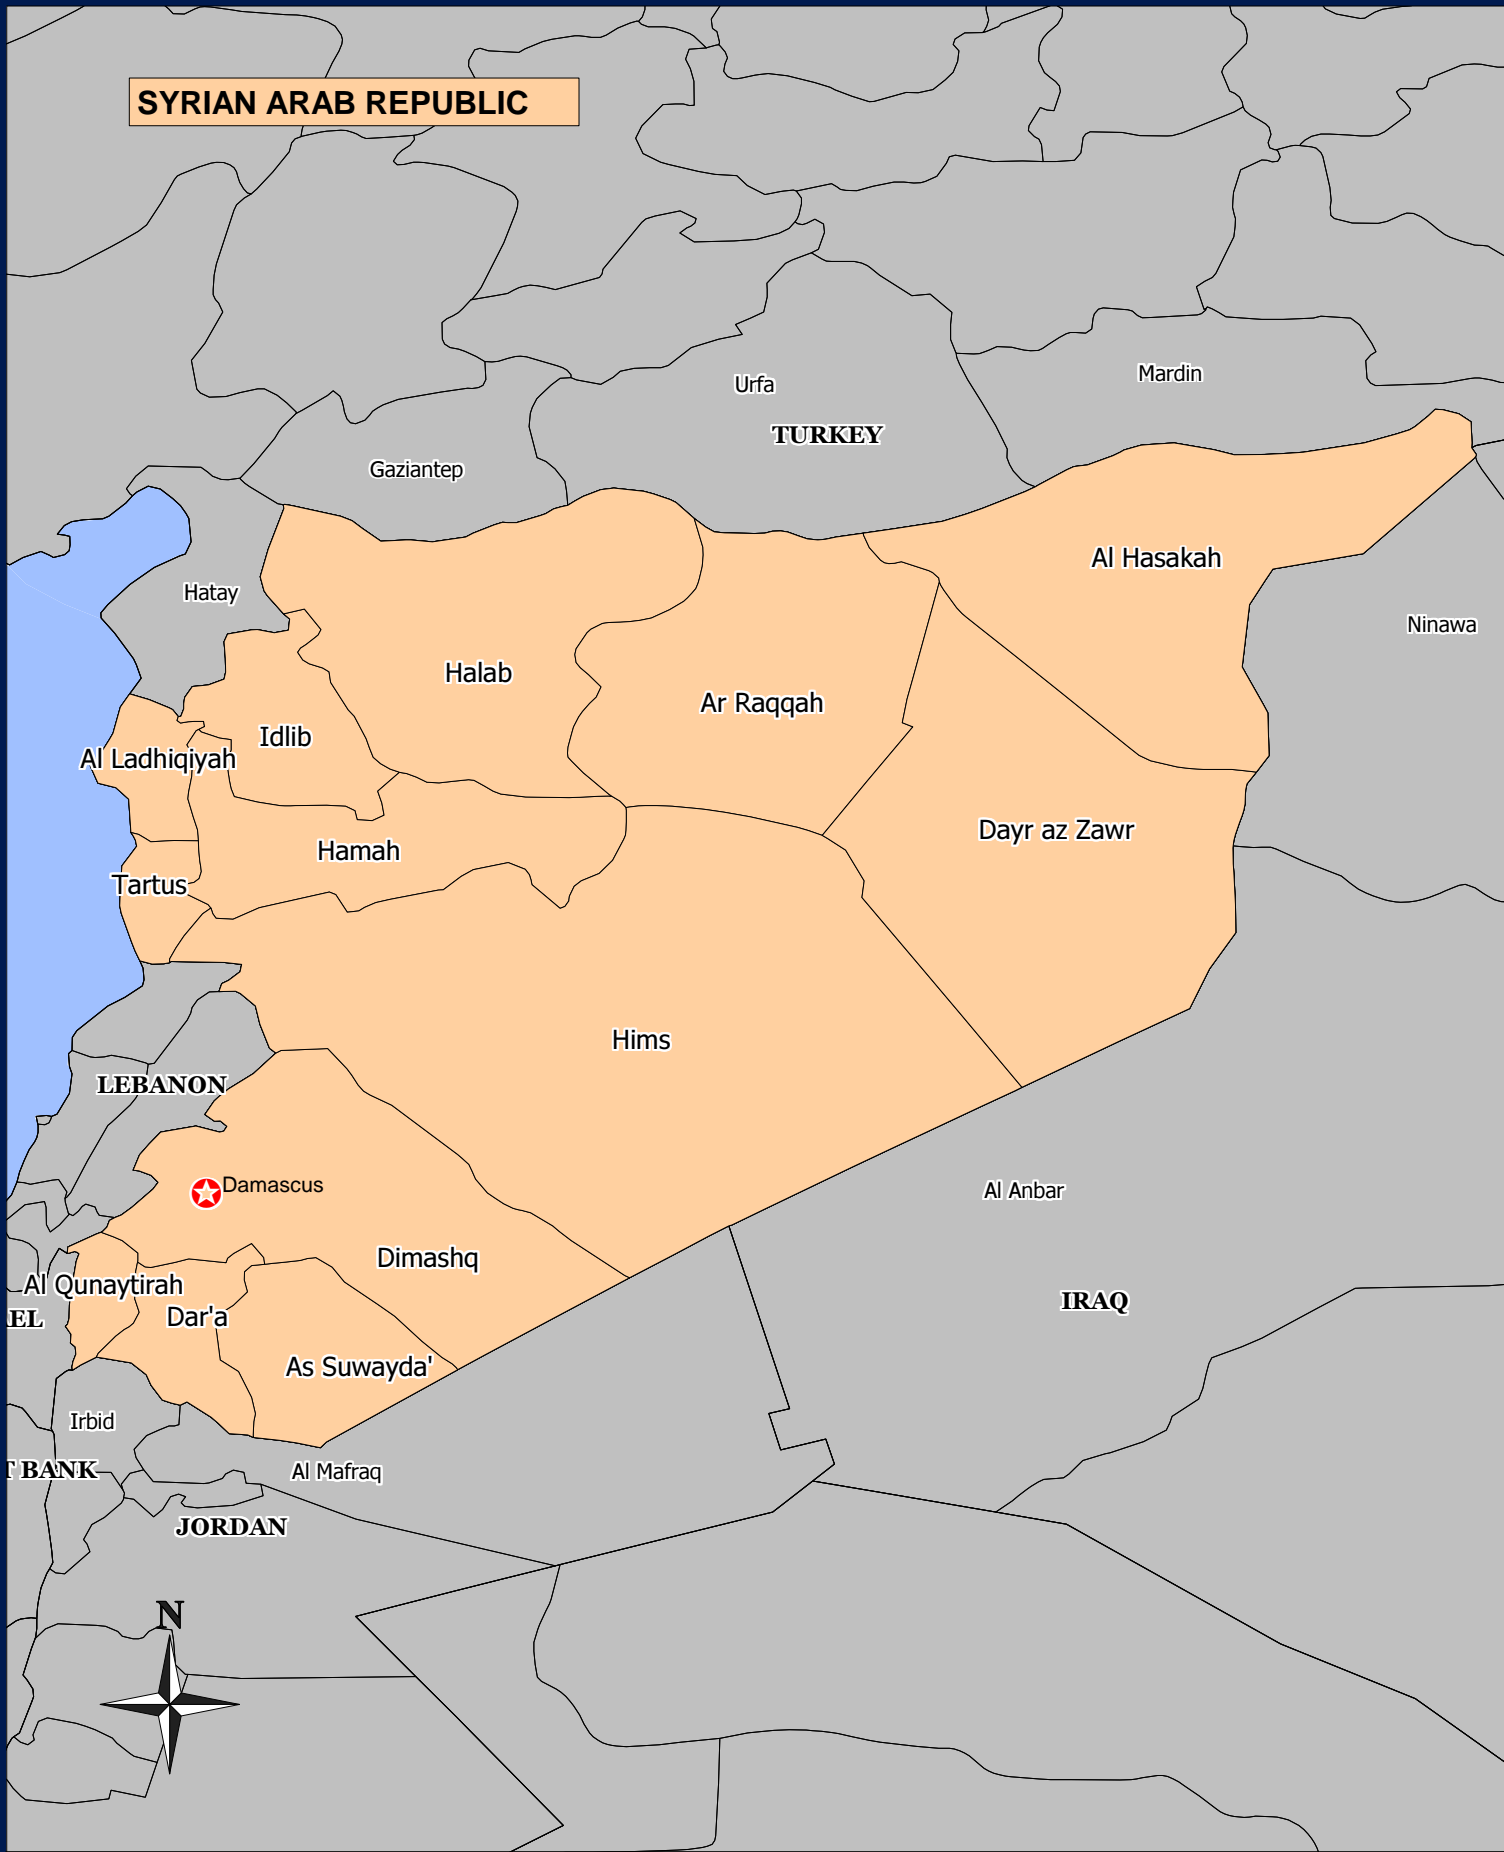 SYRIAN ARAB REPUBLIC
Urfa
Mardin
TURKEY
Gaziantep
Al Hasakah
Hatay
Ninawa
Halab
Ar Raqqah
Idlib
Al Ladhiqiyah
Dayr az Zawr
Hamah
Tartus
Hims
LEBANON
Damascus
Al Anbar
Dimashq
Al Qunaytirah
IRAQ
Dar'a
EL
As Suwayda'
Irbid
T BANK
Al Mafraq
JORDAN
N